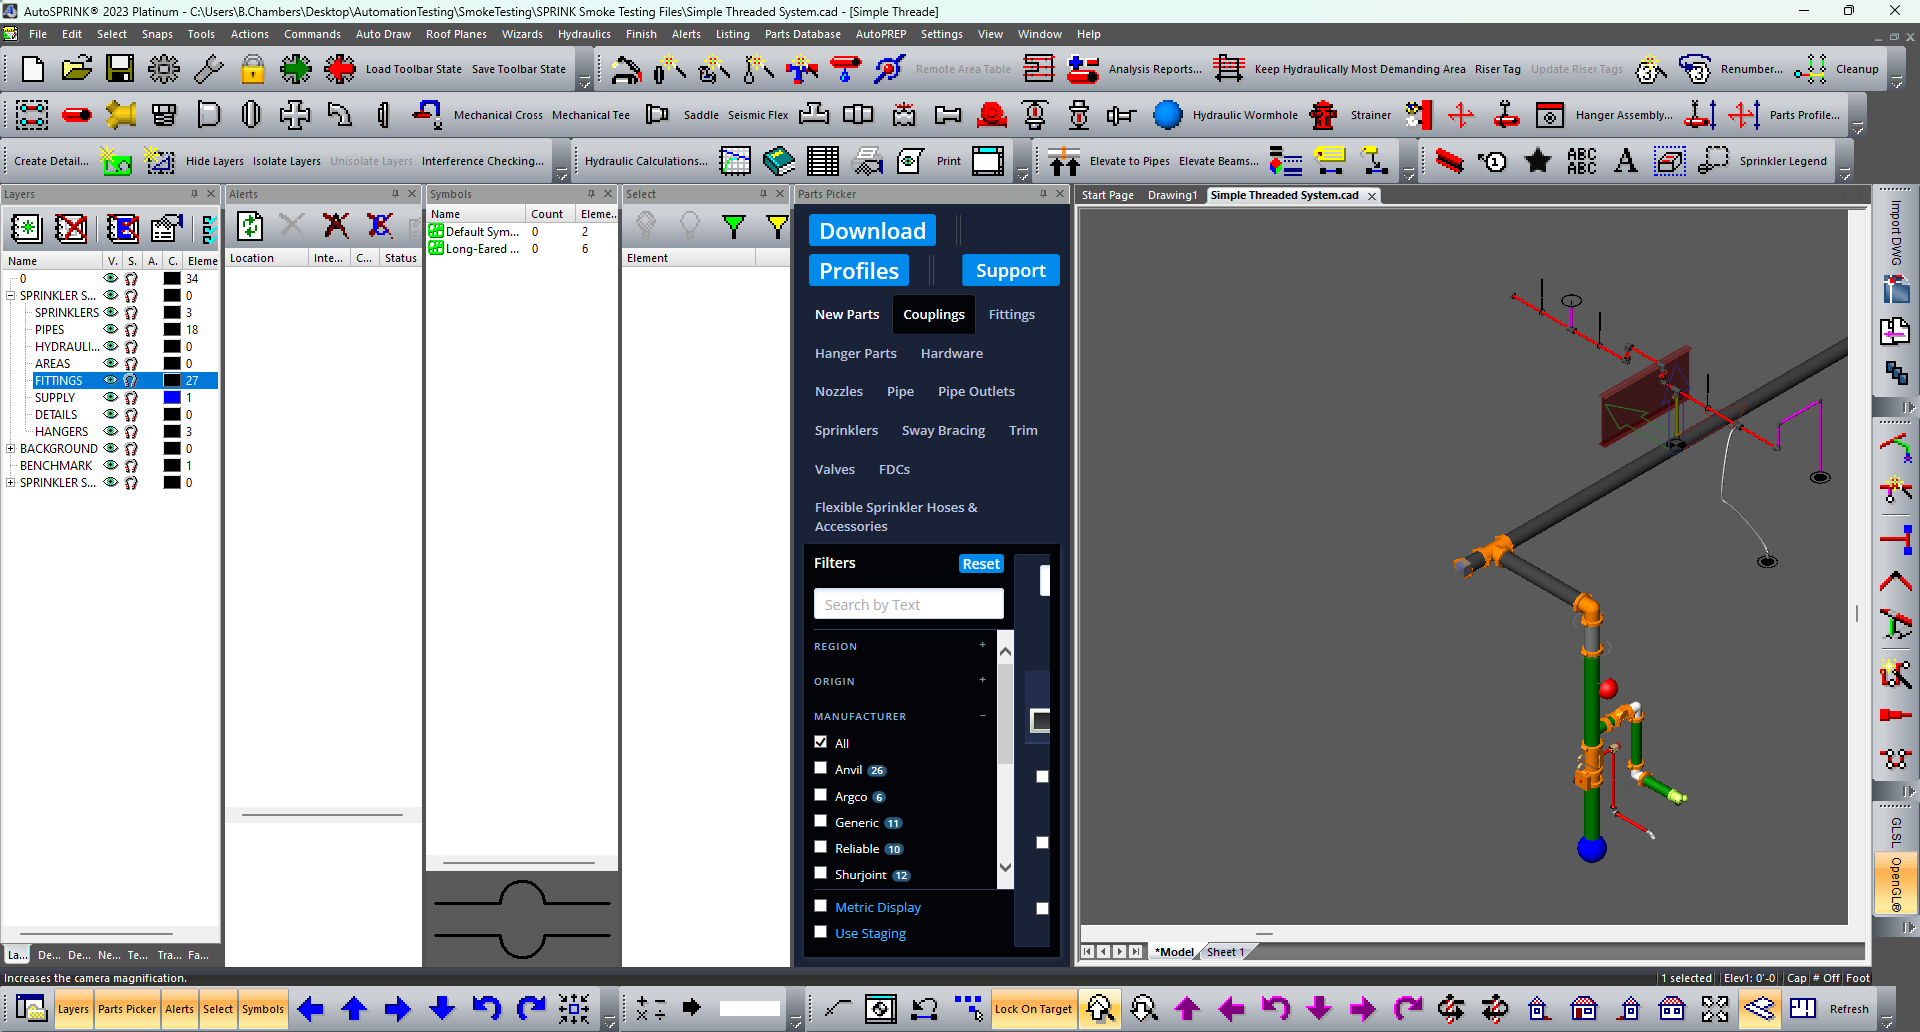 AutoSPRINK® 2023 Platinum - C:\Users\B.Chambers\Desktop\AutomationTesting\SmokeTesting\SPRINK Smoke Testing Files\Simple Threaded System.cad - [Simple Threade]
File Edit Select Snaps Tools Actions Commands Auto Draw Roof Planes Wizards Hydraulics Finish Alerts Listing Parts Database AutoPREP Settings View Window Help
Load Toolbar State Save Toolbar State Remote Area Table Analysis Reports... Keep Hydraulically Most Demanding Area Riser Tag Update Riser Tags Renumber... Cleanup
Mechanical Cross Mechanical Tee Saddle Seismic Flex Hydraulic Wormhole Strainer Hanger Assembly... Parts Profile...
Create Detail... Hide Layers Isolate Layers Unisolate Layers Interference Checking... Hydraulic Calculations... Print Elevate to Pipes Elevate Beams... ABC ABC A Sprinkler Legend
Layers
Name V. S. A. C. Eleme
0 34
SPRINKLER S... 0
SPRINKLERS 3
PIPES 18
HYDRAULI... 0
AREAS 0
FITTINGS 27
SUPPLY 1
DETAILS 0
HANGERS 3
BACKGROUND 0
BENCHMARK 1
SPRINKLER S... 0
La... De... De... Ne... Te... Tra... Fa...
Alerts
Location Inte... C... Status
Symbols
Name Count Eleme...
Default Sym... 0 2
Long-Eared ... 0 6
Select
Element
Parts Picker
Download
Profiles Support
New Parts Couplings Fittings
Hanger Parts Hardware
Nozzles Pipe Pipe Outlets
Sprinklers Sway Bracing Trim
Valves FDCs
Flexible Sprinkler Hoses &
Accessories
Filters Reset
Search by Text
REGION +
ORIGIN +
MANUFACTURER −
All
Anvil 26
Argco 6
Generic 11
Reliable 10
Shurjoint 12
Metric Display
Use Staging
Start Page Drawing1 Simple Threaded System.cad
*Model Sheet 1
Import DWG
GLSL
OpenGL®
Increases the camera magnification.
1 selected Elev1: 0'-0 Cap # Off Foot
Layers Parts Picker Alerts Select Symbols Lock On Target Refresh